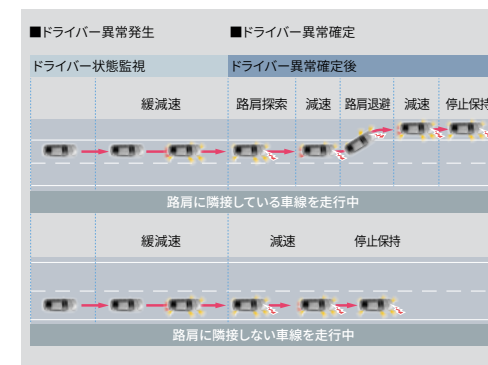 ■ドライバー異常発生 ■ドライバー異常確定
ドライバー状態監視 ドライバー異常確定後
緩減速 路肩探索 減速 路肩退避 減速 停止保持
路肩に隣接している車線を走行中
緩減速 減速 停止保持
路肩に隣接しない車線を走行中